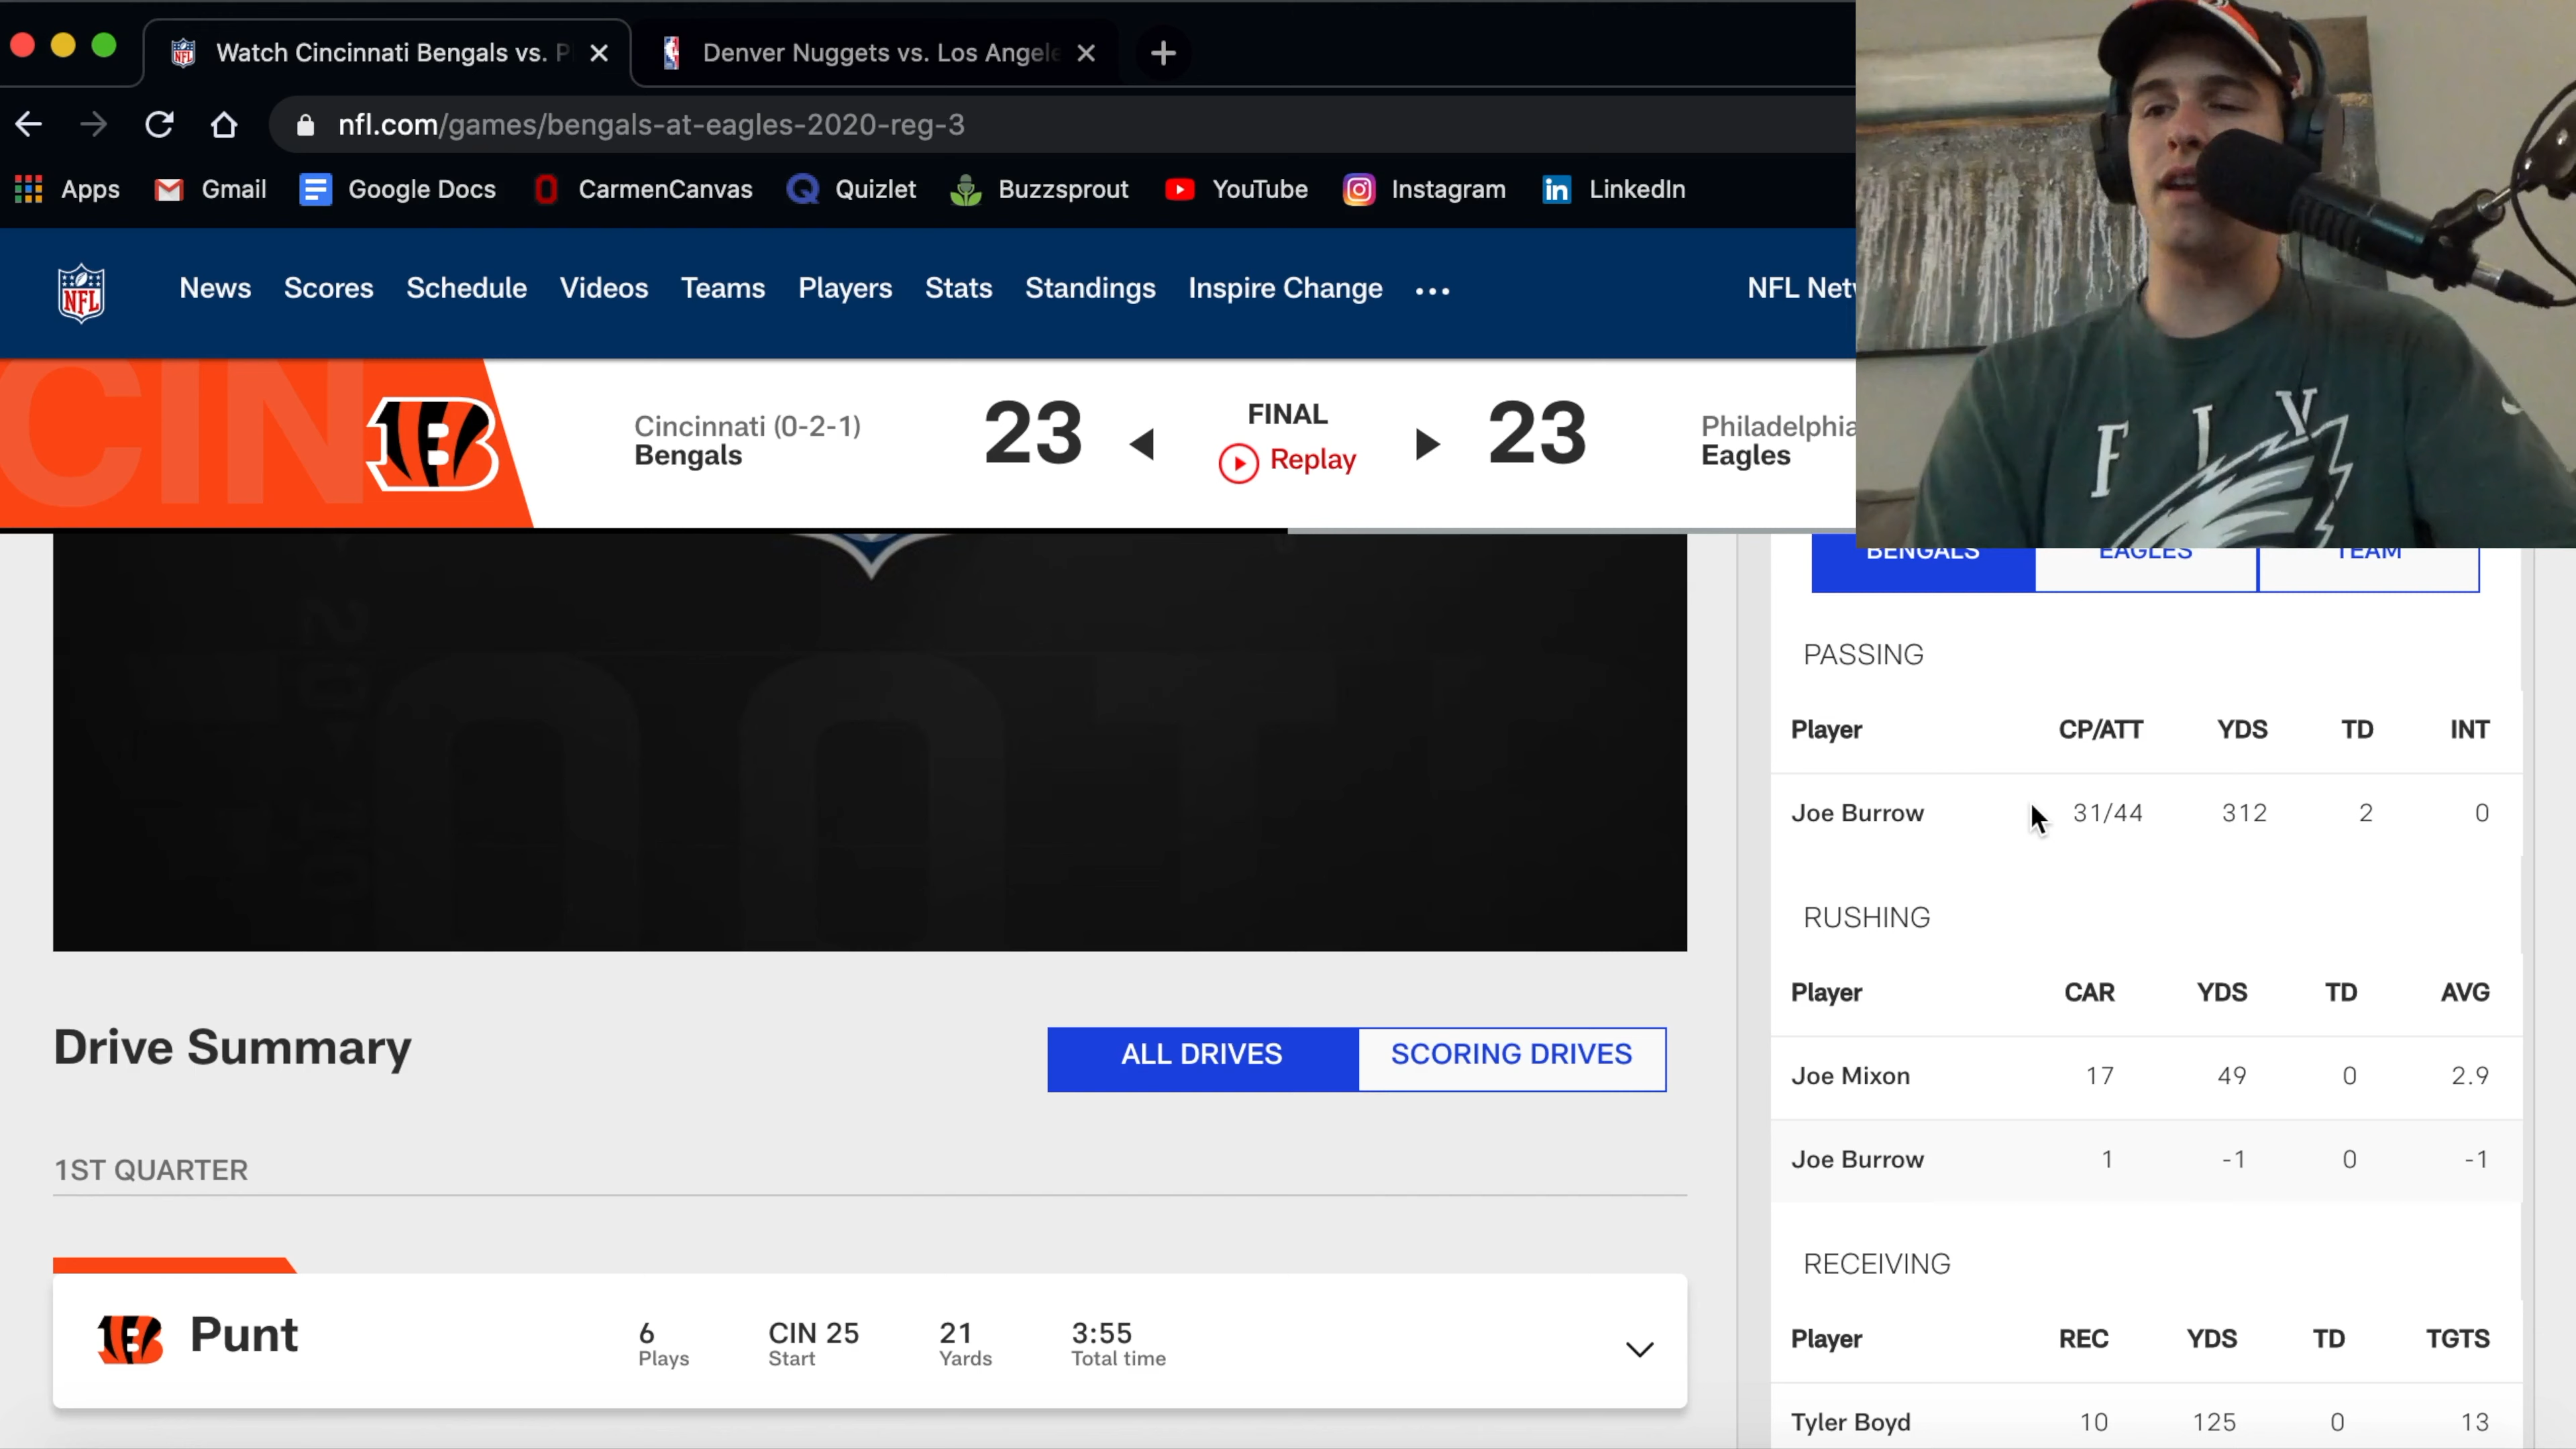 Watch Cincinnati Bengals vs. P
Denver Nuggets vs. Los Angele
nfl.com/games/bengals-at-eagles-2020-reg-3
Apps Gmail Google Docs CarmenCanvas Quizlet Buzzsprout YouTube Instagram LinkedIn
NFL News Scores Schedule Videos Teams Players Stats Standings Inspire Change ... NFL Netw
CIN
Cincinnati (0-2-1)
Bengals
23
FINAL
Replay
23
Philadelphia
Eagles
FLY
BENGALS EAGLES TEAM
PASSING
Player CP/ATT YDS TD INT
Joe Burrow 31/44 312 2 0
RUSHING
Player CAR YDS TD AVG
Joe Mixon 17 49 0 2.9
Joe Burrow 1 -1 0 -1
RECEIVING
Player REC YDS TD TGTS
Tyler Boyd 10 125 0 13
Drive Summary
ALL DRIVES SCORING DRIVES
1ST QUARTER
Punt
6 CIN 25 21 3:55
Plays Start Yards Total time